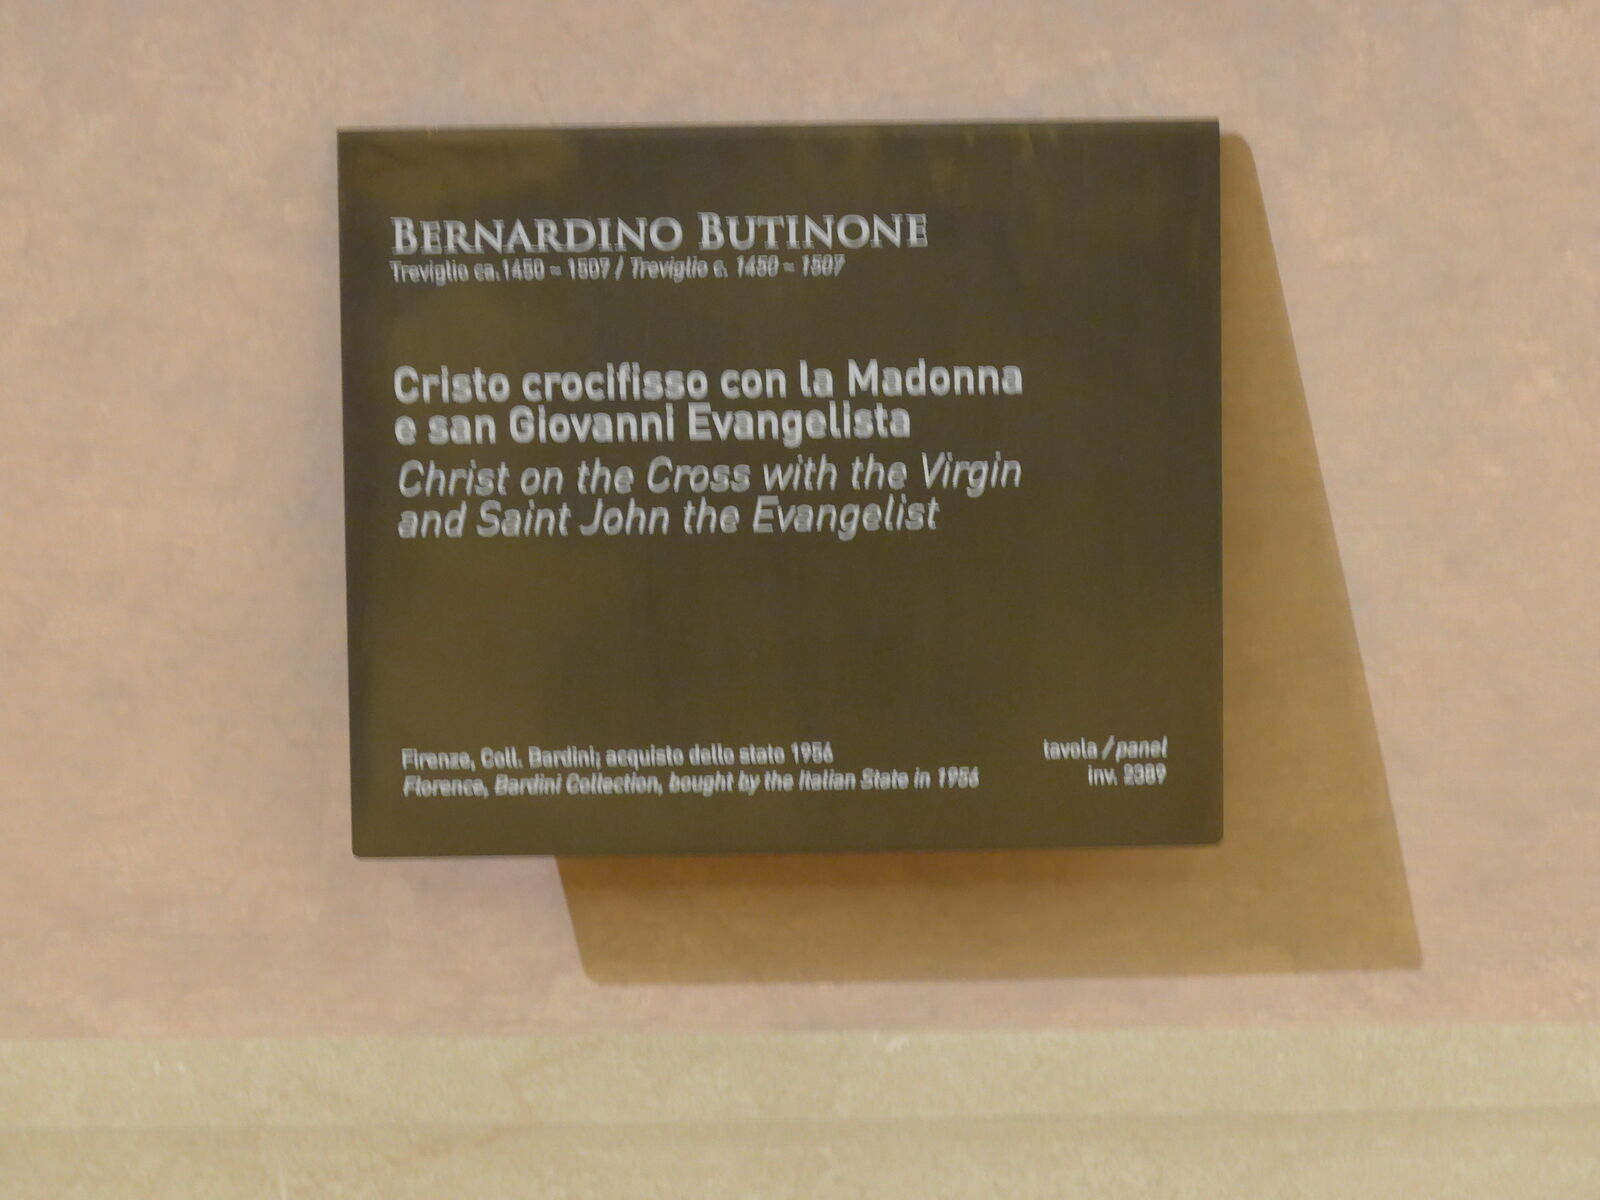 BERNARDINO BUTINONE
Treviglio ca. 1450 - 1507 / Treviglio c. 1450 - 1507
Cristo crocifisso con la Madonna
e san Giovanni Evangelista
Christ on the Cross with the Virgin
and Saint John the Evangelist
Firenze, Coll. Bardini; acquisto dello stato 1956
Florence, Bardini Collection, bought by the Italian State in 1956
tavola / panel
inv. 2389